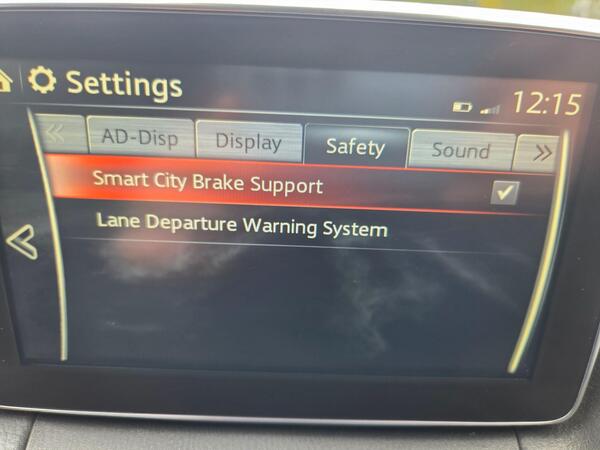 Settings
12:15
AD-Disp Display Safety Sound
Smart City Brake Support
Lane Departure Warning System